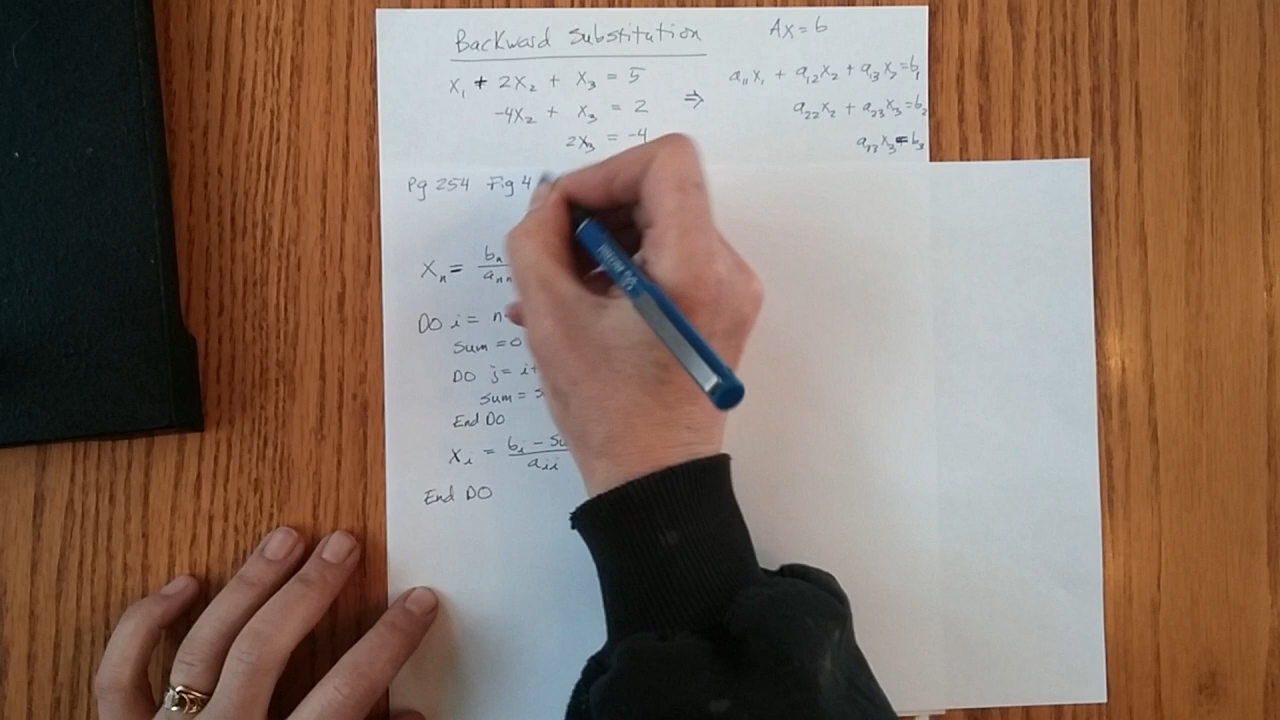 Backward Substitution
Ax = b
x₁ + 2x₂ + x₃ = 5
-4x₂ + x₃ = 2
2x₃ = -4
⇒
a₁₁x₁ + a₁₂x₂ + a₁₃x₃ = b₁
a₂₂x₂ + a₂₃x₃ = b₂
a₃₃x₃ = b₃
Pg 254 Fig 4
xₙ = bₙ / aₙₙ
DO i = n-
sum = 0
DO j = i+
sum = s
End DO
xᵢ = bᵢ - Su / aᵢᵢ
End DO